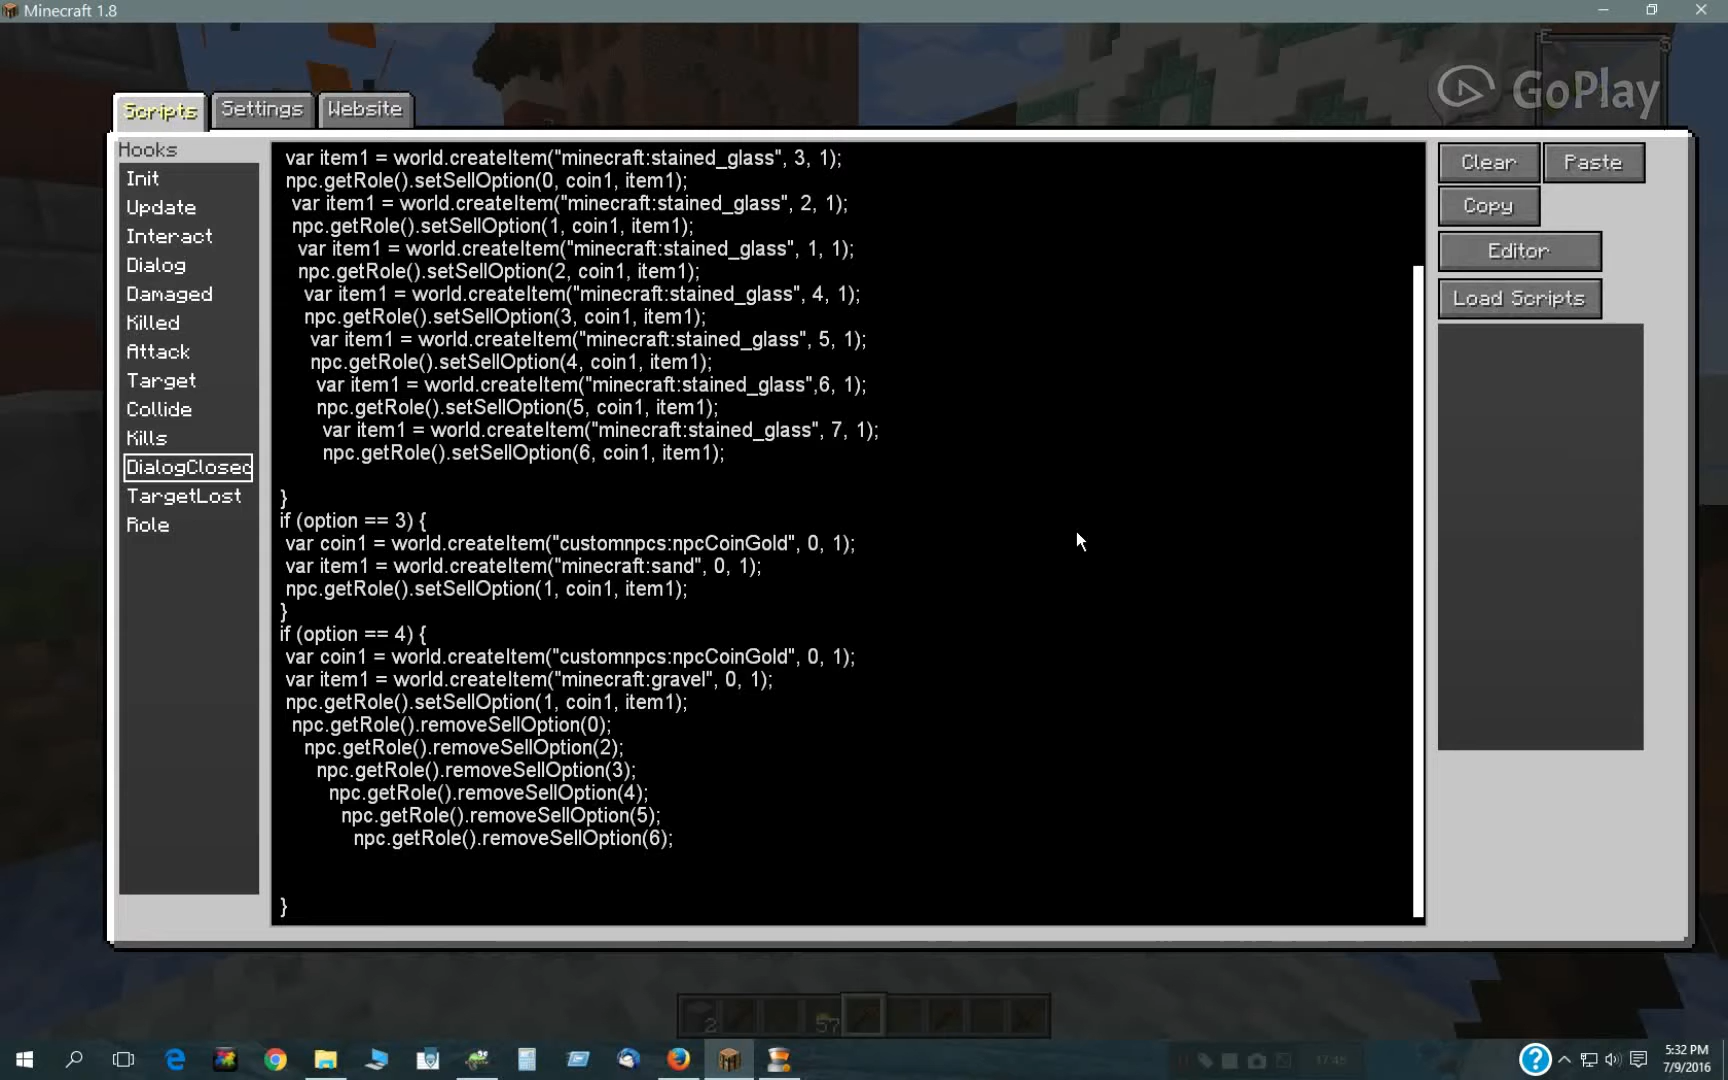 Minecraft 1.8
E
S
GoPlay
Scripts
Settings
Website
Hooks
Init
Update
Interact
Dialog
Damaged
Killed
Attack
Target
Collide
Kills
DialogClosed
TargetLost
Role
var item1 = world.createItem("minecraft:stained_glass", 3, 1);
npc.getRole().setSellOption(0, coin1, item1);
var item1 = world.createItem("minecraft:stained_glass", 2, 1);
npc.getRole().setSellOption(1, coin1, item1);
var item1 = world.createItem("minecraft:stained_glass", 1, 1);
npc.getRole().setSellOption(2, coin1, item1);
var item1 = world.createItem("minecraft:stained_glass", 4, 1);
npc.getRole().setSellOption(3, coin1, item1);
var item1 = world.createItem("minecraft:stained_glass", 5, 1);
npc.getRole().setSellOption(4, coin1, item1);
var item1 = world.createItem("minecraft:stained_glass",6, 1);
npc.getRole().setSellOption(5, coin1, item1);
var item1 = world.createItem("minecraft:stained_glass", 7, 1);
npc.getRole().setSellOption(6, coin1, item1);
}
if (option == 3) {
var coin1 = world.createItem("customnpcs:npcCoinGold", 0, 1);
var item1 = world.createItem("minecraft:sand", 0, 1);
npc.getRole().setSellOption(1, coin1, item1);
}
if (option == 4) {
var coin1 = world.createItem("customnpcs:npcCoinGold", 0, 1);
var item1 = world.createItem("minecraft:gravel", 0, 1);
npc.getRole().setSellOption(1, coin1, item1);
npc.getRole().removeSellOption(0);
npc.getRole().removeSellOption(2);
npc.getRole().removeSellOption(3);
npc.getRole().removeSellOption(4);
npc.getRole().removeSellOption(5);
npc.getRole().removeSellOption(6);
}
Clear
Paste
Copy
Editor
Load Scripts
2
57
17:45
5:32 PM
7/9/2016